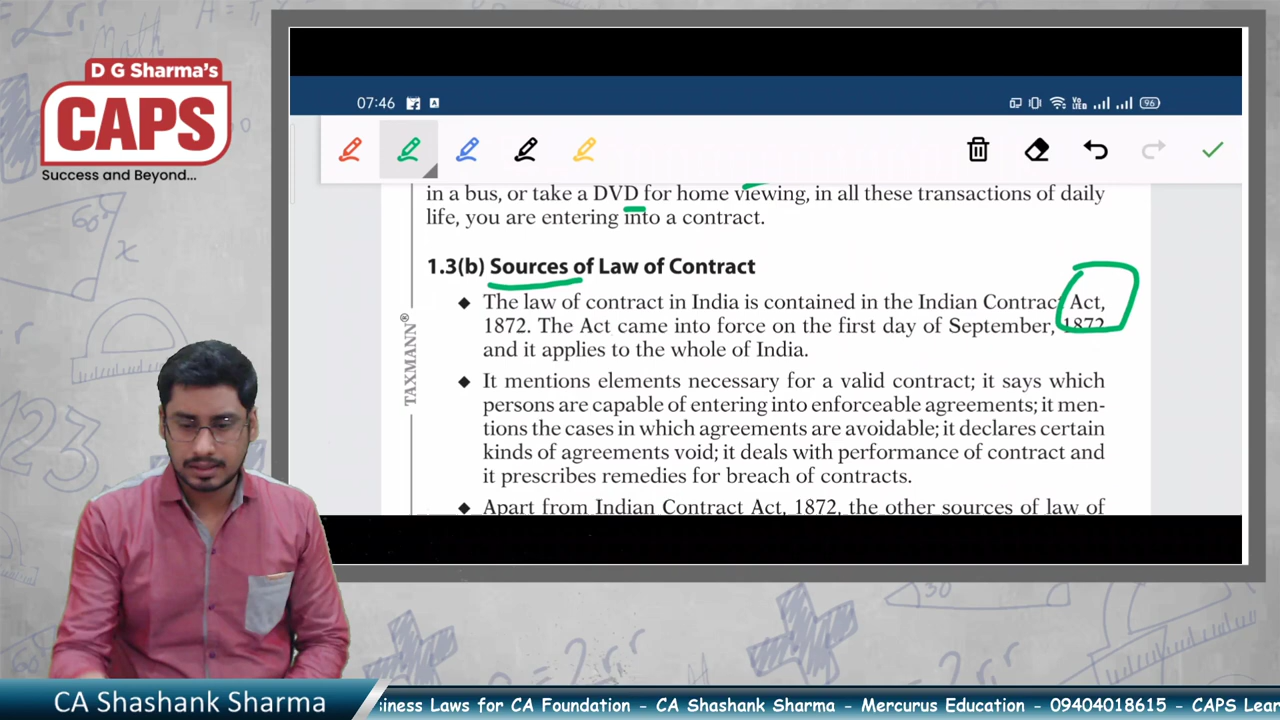 D G Sharma's
CAPS
Success and Beyond...
07:46
96
in a bus, or take a DVD for home viewing, in all these transactions of daily
life, you are entering into a contract.
1.3(b) Sources of Law of Contract
◆ The law of contract in India is contained in the Indian Contract Act,
1872. The Act came into force on the first day of September, 1872
and it applies to the whole of India.
◆ It mentions elements necessary for a valid contract; it says which
persons are capable of entering into enforceable agreements; it men-
tions the cases in which agreements are avoidable; it declares certain
kinds of agreements void; it deals with performance of contract and
it prescribes remedies for breach of contracts.
◆ Apart from Indian Contract Act, 1872, the other sources of law of
TAXMANN®
CA Shashank Sharma
siness Laws for CA Foundation - CA Shashank Sharma - Mercurus Education - 09404018615 - CAPS Lear